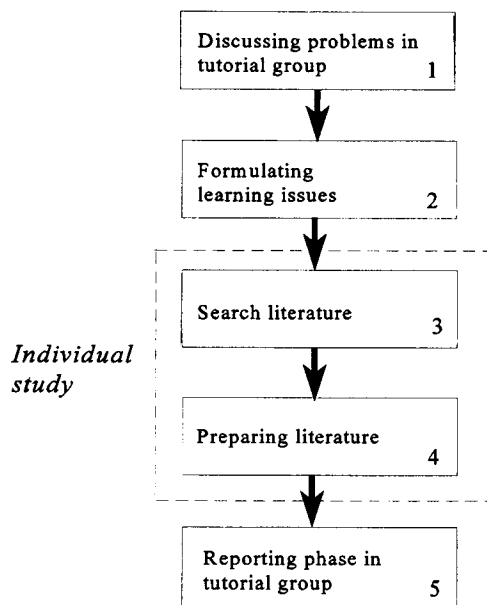 Discussing problems in
tutorial group
1
Formulating
learning issues
2
Search literature
3
Individual
study
Preparing literature
4
Reporting phase in
tutorial group
5